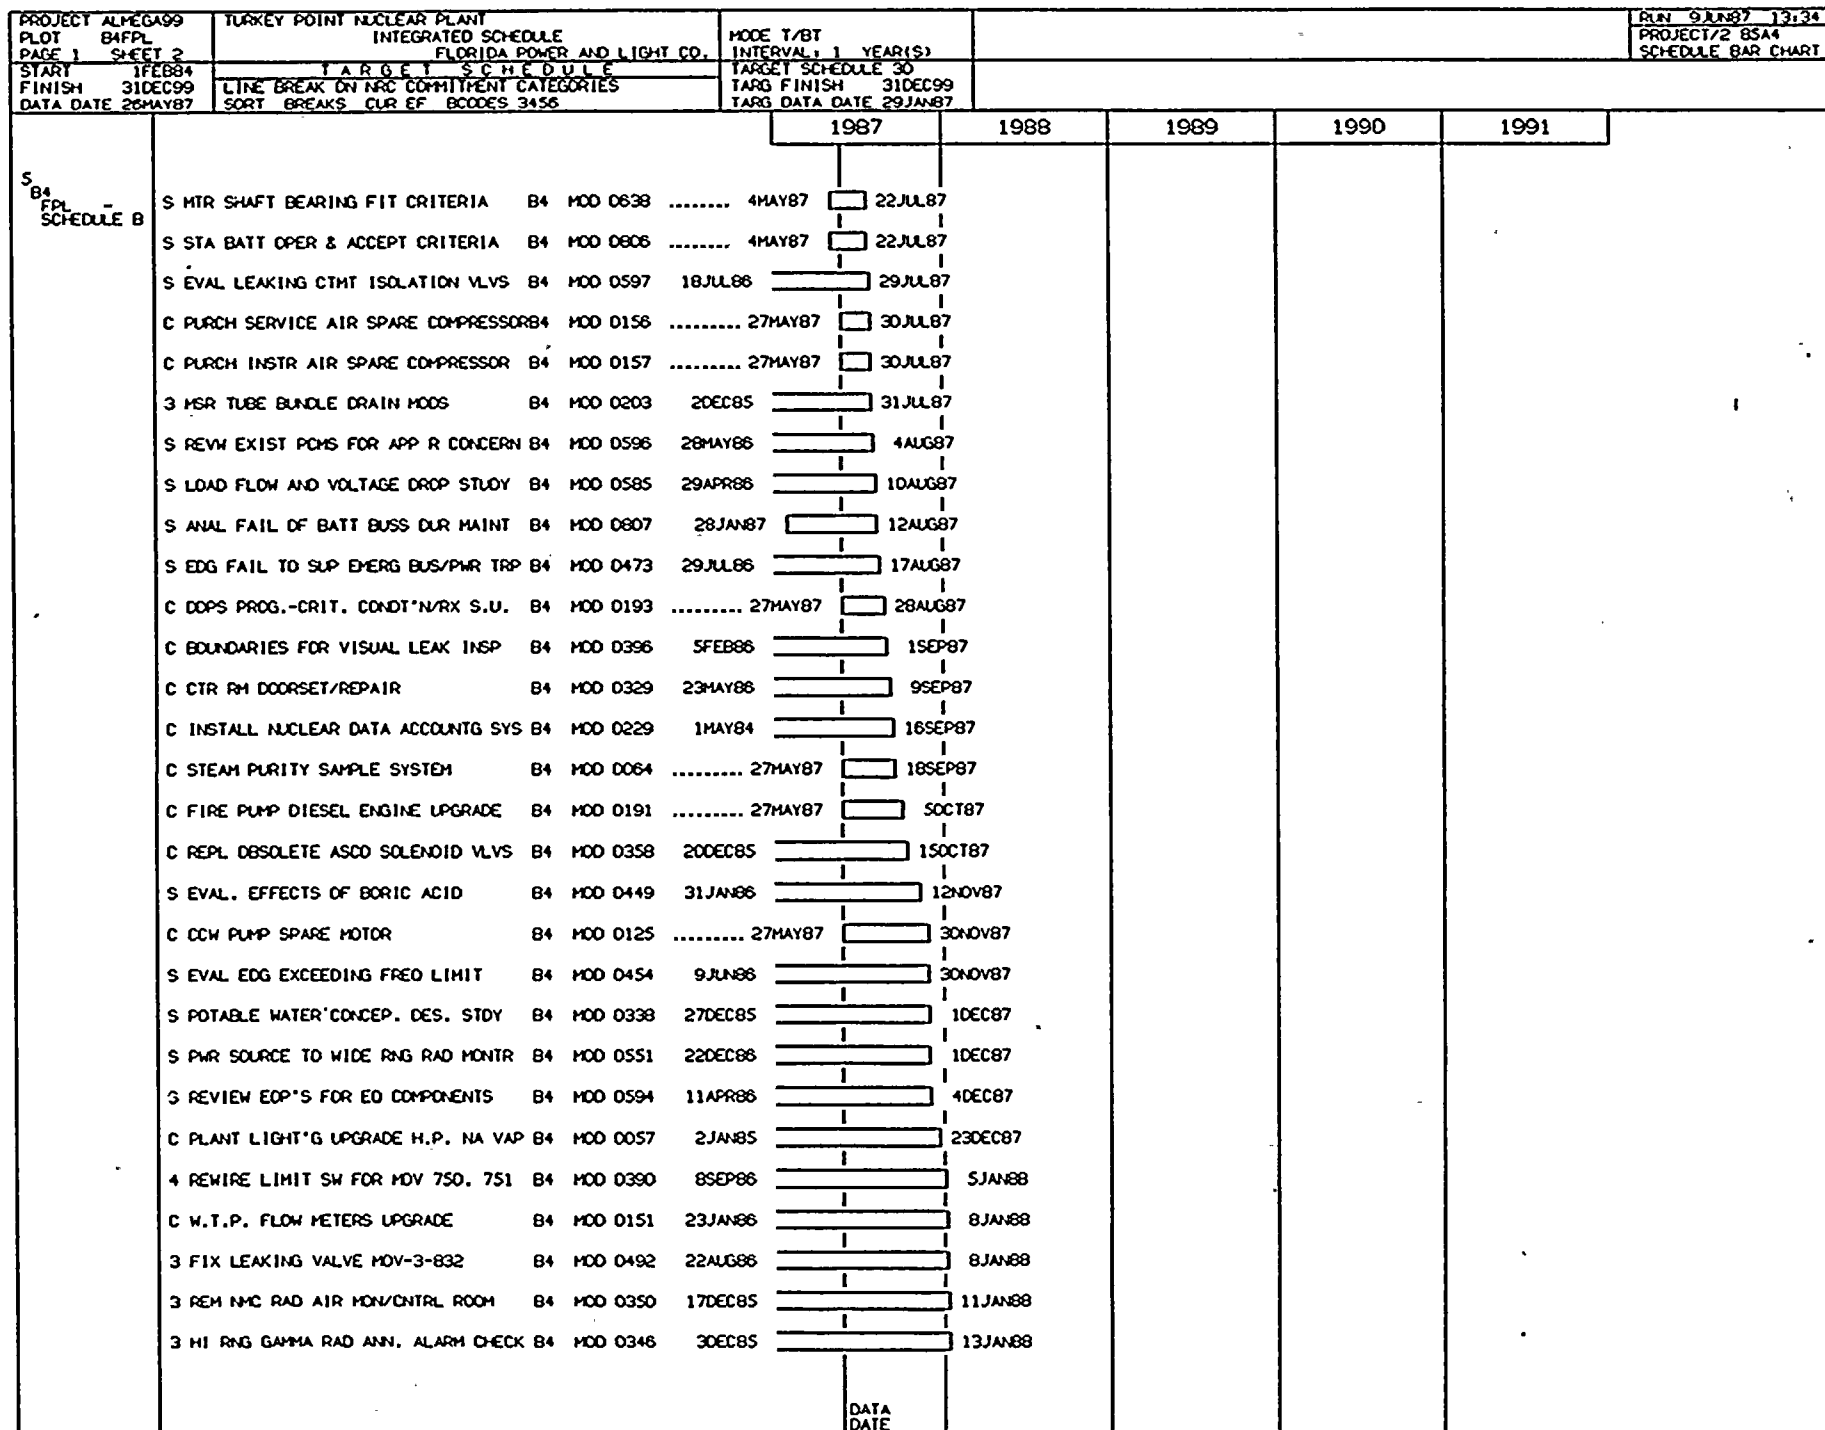 PROJECT ALMEGA99
PLOT B4FPL
PAGE 1 SHEET 2
START 1FEB84
FINISH 31DEC99
DATA DATE 26MAY87
TURKEY POINT NUCLEAR PLANT
INTEGRATED SCHEDULE
FLORIDA POWER AND LIGHT CO.
TARGET SCHEDULE
LINE BREAK ON NRC COMMITMENT CATEGORIES
SORT BREAKS CUR EF BCODES 3456
MODE T/BT
INTERVAL: 1 YEAR(S)
TARGET SCHEDULE 30
TARG FINISH 31DEC99
TARG DATA DATE 29JAN87
RUN 9JUN87 13:34
PROJECT/2 85A4
SCHEDULE BAR CHART
1987 1988 1989 1990 1991
S
B4
FPL -
SCHEDULE B
S MTR SHAFT BEARING FIT CRITERIA B4 MOD 0638 ........ 4MAY87 22JUL87
S STA BATT OPER & ACCEPT CRITERIA B4 MOD 0806 ........ 4MAY87 22JUL87
S EVAL LEAKING CTMT ISOLATION VLVS B4 MOD 0597 18JUL86 29JUL87
C PURCH SERVICE AIR SPARE COMPRESSORB4 MOD 0156 ......... 27MAY87 30JUL87
C PURCH INSTR AIR SPARE COMPRESSOR B4 MOD 0157 ......... 27MAY87 30JUL87
3 MSR TUBE BUNDLE DRAIN MODS B4 MOD 0203 2DEC85 31JUL87
S REVW EXIST PCMS FOR APP R CONCERN B4 MOD 0596 28MAY86 4AUG87
S LOAD FLOW AND VOLTAGE DROP STUDY B4 MOD 0585 29APR86 10AUG87
S ANAL FAIL OF BATT BUSS DUR MAINT B4 MOD 0807 28JAN87 12AUG87
S EDG FAIL TO SUP EMERG BUS/PWR TRP B4 MOD 0473 29JUL86 17AUG87
C DDPS PROG.-CRIT. CONDT'N/RX S.U. B4 MOD 0193 ......... 27MAY87 28AUG87
C BOUNDARIES FOR VISUAL LEAK INSP B4 MOD 0396 5FEB86 1SEP87
C CTR RM DOORSET/REPAIR B4 MOD 0329 23MAY86 9SEP87
C INSTALL NUCLEAR DATA ACCOUNTG SYS B4 MOD 0229 1MAY84 16SEP87
C STEAM PURITY SAMPLE SYSTEM B4 MOD 0064 ......... 27MAY87 18SEP87
C FIRE PUMP DIESEL ENGINE UPGRADE B4 MOD 0191 ......... 27MAY87 5OCT87
C REPL OBSOLETE ASCO SOLENOID VLVS B4 MOD 0358 20DEC85 15OCT87
S EVAL. EFFECTS OF BORIC ACID B4 MOD 0449 31JAN86 12NOV87
C CCW PUMP SPARE MOTOR B4 MOD 0125 ......... 27MAY87 30NOV87
S EVAL EDG EXCEEDING FREQ LIMIT B4 MOD 0454 9JUN86 30NOV87
S POTABLE WATER CONCEP. DES. STDY B4 MOD 0338 27DEC85 1DEC87
S PWR SOURCE TO WIDE RNG RAD MONTR B4 MOD 0551 22DEC86 1DEC87
S REVIEW EOP'S FOR EQ COMPONENTS B4 MOD 0594 11APR86 4DEC87
C PLANT LIGHT'G UPGRADE H.P. NA VAP B4 MOD 0057 2JAN85 23DEC87
4 REWIRE LIMIT SW FOR MOV 750. 751 B4 MOD 0390 8SEP86 5JAN88
C W.T.P. FLOW METERS UPGRADE B4 MOD 0151 23JAN86 8JAN88
3 FIX LEAKING VALVE MOV-3-832 B4 MOD 0492 22AUG86 8JAN88
3 REM NMC RAD AIR MON/CNTRL ROOM B4 MOD 0350 17DEC85 11JAN88
3 HI RNG GAMMA RAD ANN. ALARM CHECK B4 MOD 0346 3DEC85 13JAN88
DATA
DATE